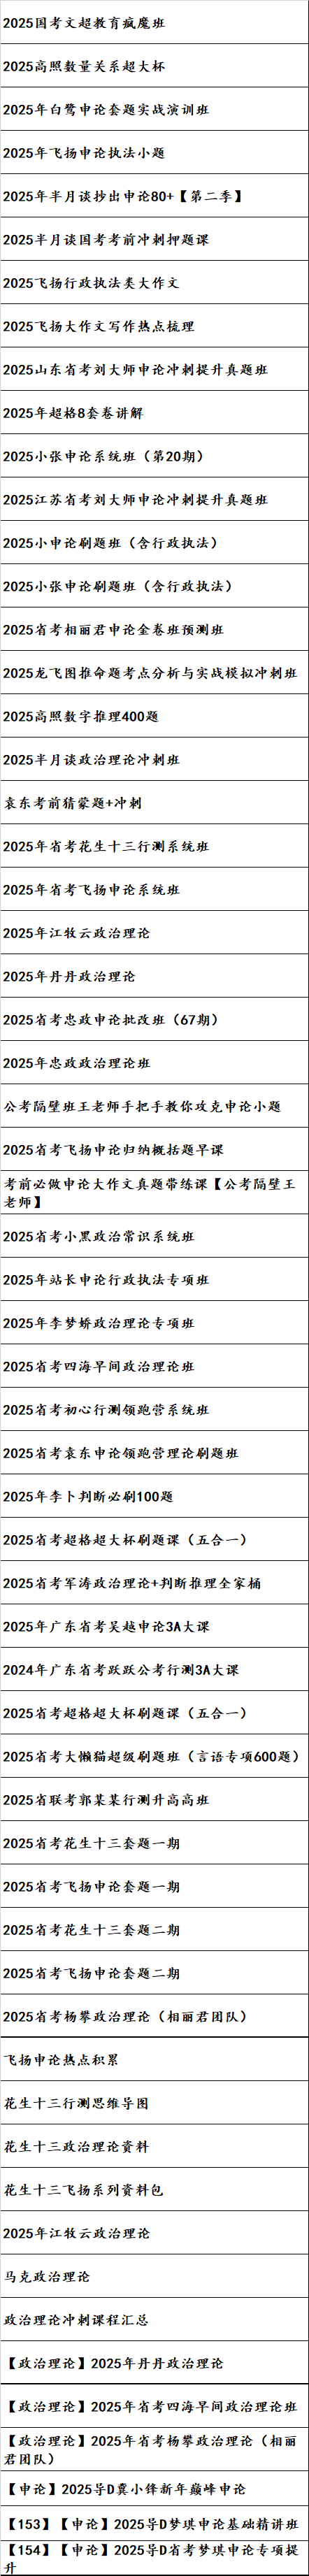 2025国考文超教育疯魔班
2025高照数量关系超大杯
2025年白鹭申论套题实战演训班
2025年飞扬申论执法小题
2025年半月谈抄出申论80+【第二季】
2025半月谈国考考前冲刺押题课
2025飞扬行政执法类大作文
2025飞扬大作文写作热点梳理
2025山东省考刘大师申论冲刺提升真题班
2025年超格8套卷讲解
2025小张申论系统班（第20期）
2025江苏省考刘大师申论冲刺提升真题班
2025小申论刷题班（含行政执法）
2025小张申论刷题班（含行政执法）
2025省考相丽君申论全卷班预测班
2025龙飞图推命题考点分析与实战模拟冲刺班
2025高照数字推理400题
2025半月谈政治理论冲刺班
袁东考前猜蒙题+冲刺
2025年省考花生十三行测系统班
2025年省考飞扬申论系统班
2025年江牧云政治理论
2025年丹丹政治理论
2025省考忠政申论批改班（67期）
2025年忠政政治理论班
公考隔壁班王老师手把手教你攻克申论小题
2025省考飞扬申论归纳概括题早课
考前必做申论大作文真题带练课【公考隔壁王
老师】
2025省考小黑政治常识系统班
2025年站长申论行政执法专项班
2025年李梦娇政治理论专项班
2025省考四海早间政治理论班
2025省考初心行测领跑营系统班
2025省考袁东申论领跑营理论刷题班
2025年李卜判断必刷100题
2025省考超格超大杯刷题课（五合一）
2025省考军涛政治理论+判断推理全家桶
2025年广东省考吴越申论3A大课
2024年广东省考跃跃公考行测3A大课
2025省考超格超大杯刷题课（五合一）
2025省考大懒猫超级刷题班（言语专项600题）
2025省联考郭某某行测升高高班
2025省考花生十三套题一期
2025省考飞扬申论套题一期
2025省考花生十三套题二期
2025省考飞扬申论套题二期
2025省考杨攀政治理论（相丽君团队）
飞扬申论热点积累
花生十三行测思维导图
花生十三政治理论资料
花生十三飞扬系列资料包
2025年江牧云政治理论
马克政治理论
政治理论冲刺课程汇总
【政治理论】2025年丹丹政治理论
【政治理论】2025年省考四海早间政治理论班
【政治理论】2025年省考杨攀政治理论（相丽
君团队）
【申论】2025导D龚小锋新年巅峰申论
【153】【申论】2025导D梦琪申论基础精讲班
【154】【申论】2025导D省考梦琪申论专项提
升